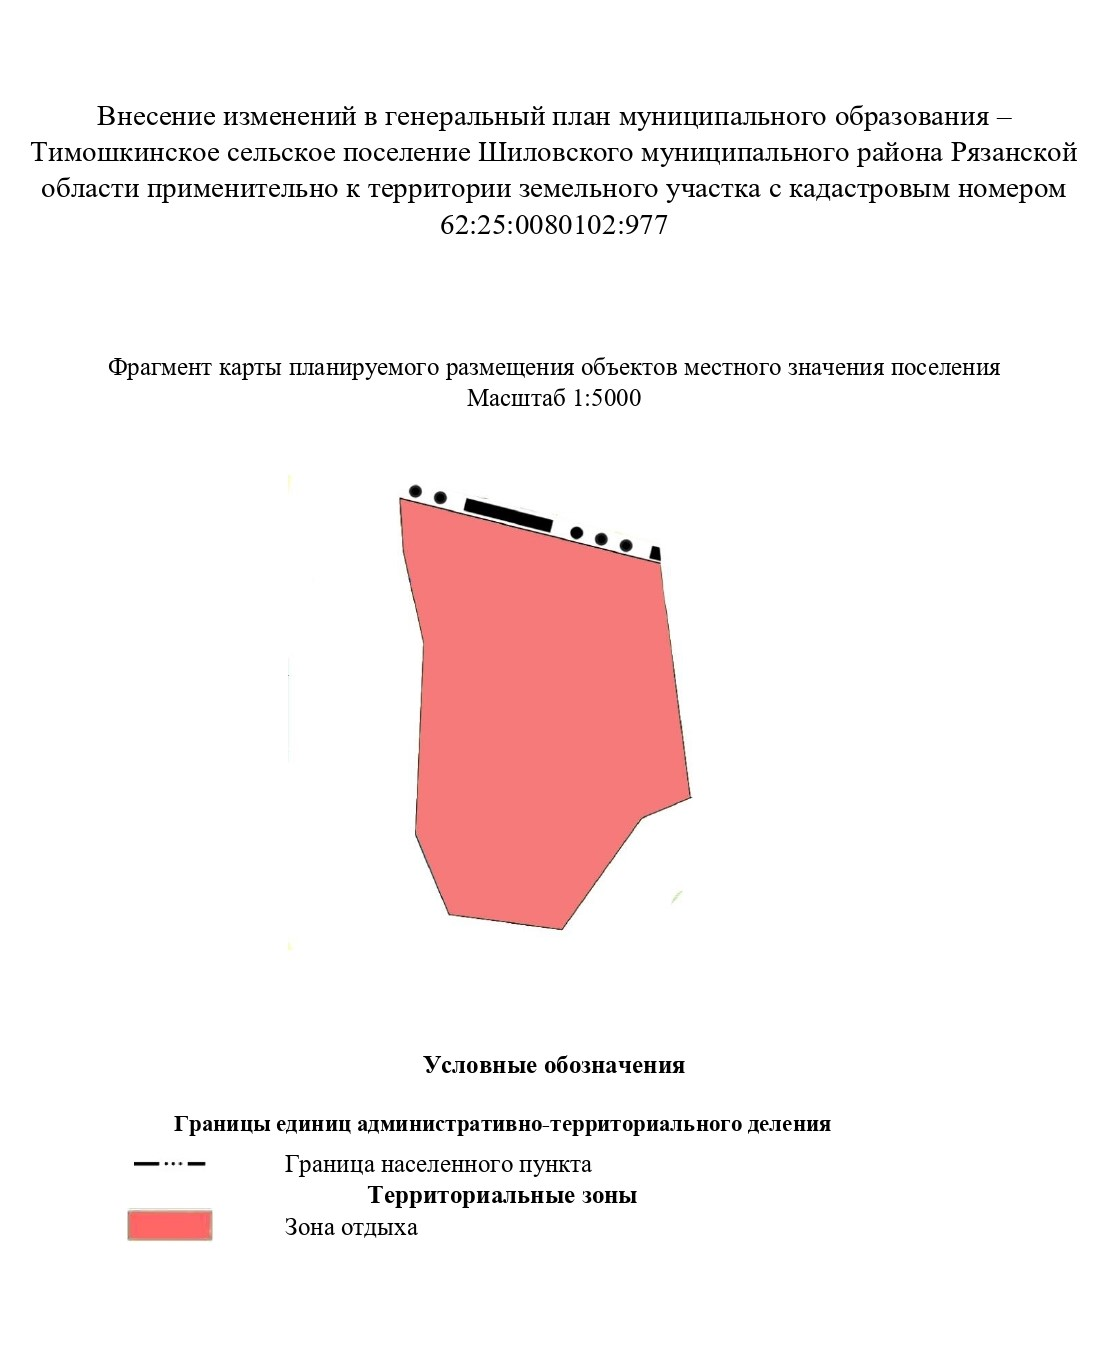 Внесение изменений в генеральный план муниципального образования –
Тимошкинское сельское поселение Шиловского муниципального района Рязанской
области применительно к территории земельного участка с кадастровым номером
62:25:0080102:977
Фрагмент карты планируемого размещения объектов местного значения поселения
Масштаб 1:5000
Условные обозначения
Границы единиц административно-территориального деления
Граница населенного пункта
Территориальные зоны
Зона отдыха